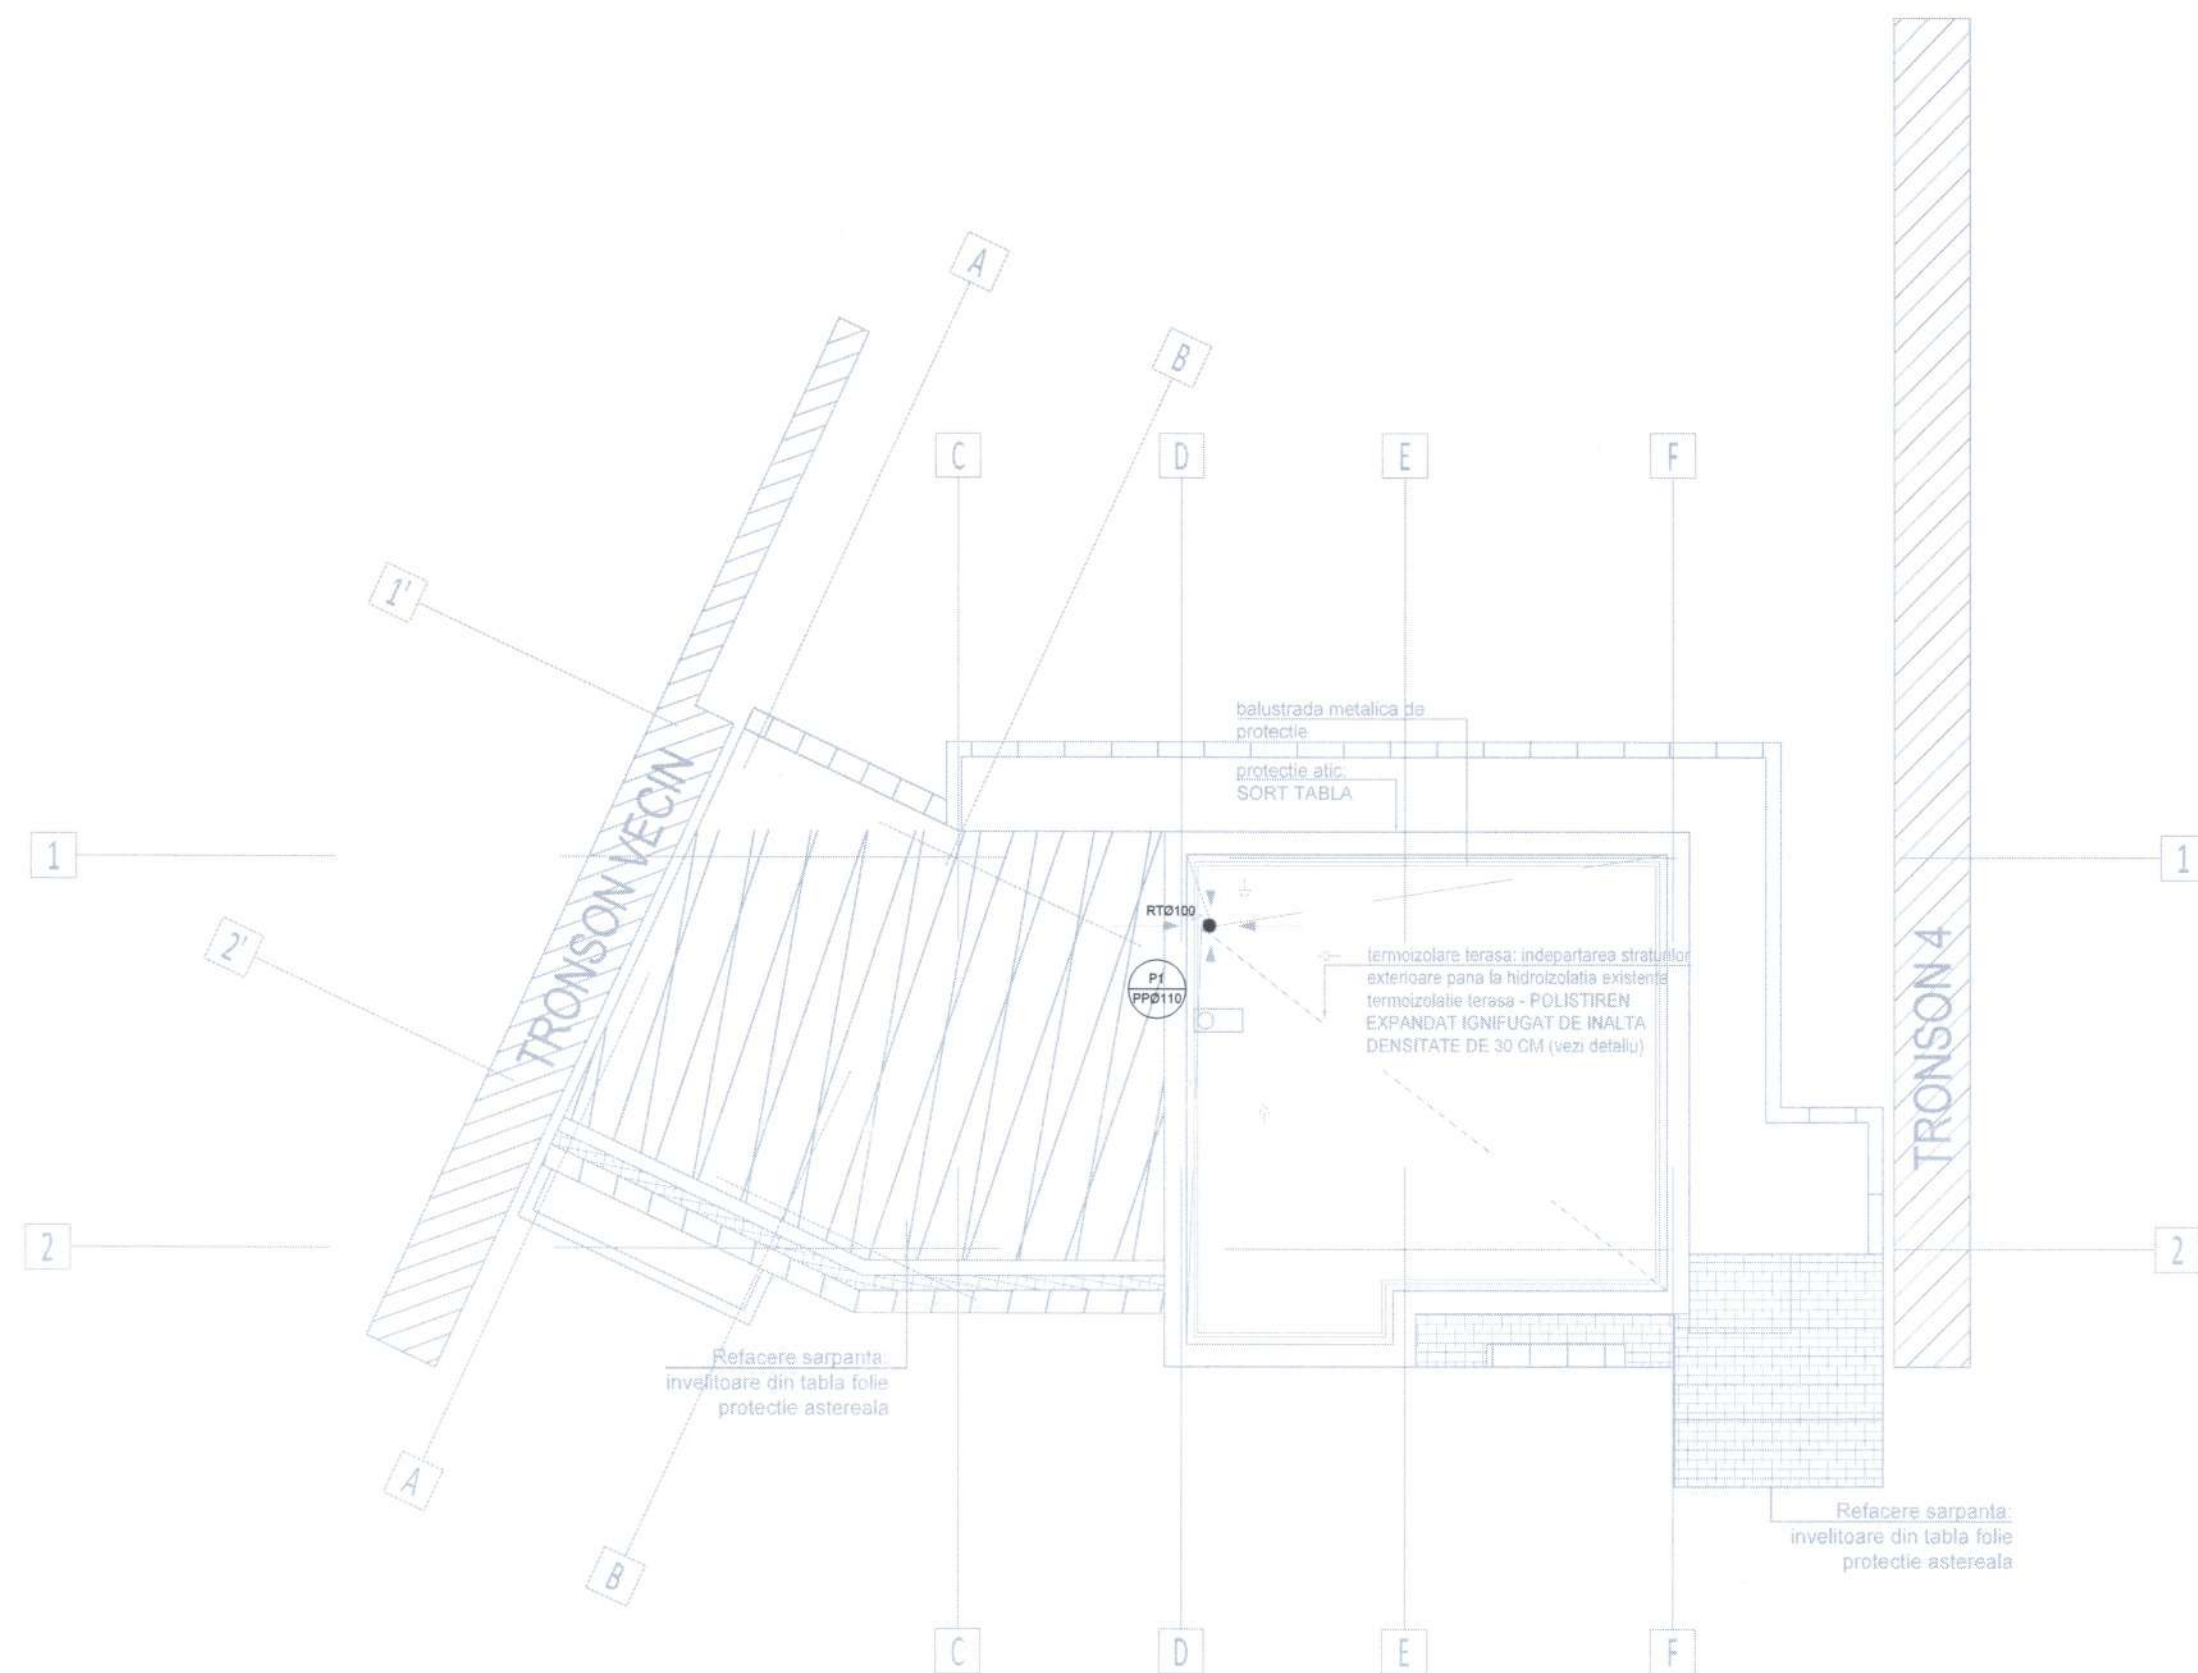 A
B
C
D
E
F
1'
balustrada metalica de
protectie
protectie atic:
SORT TABLA
1
1
TRONSON VECIN
RTØ100
2'
termoizolare terasa: indepartarea straturilor
exterioare pana la hidroizolatia existente
termoizolatie terasa - POLISTIREN
EXPANDAT IGNIFUGAT DE INALTA
DENSITATE DE 30 CM (vezi detaliu)
P1
PPØ110
TRONSON 4
2
2
Refacere sarpanta:
invelitoare din tabla folie
protectie astereala
A
Refacere sarpanta:
invelitoare din tabla folie
protectie astereala
B
C
D
E
F